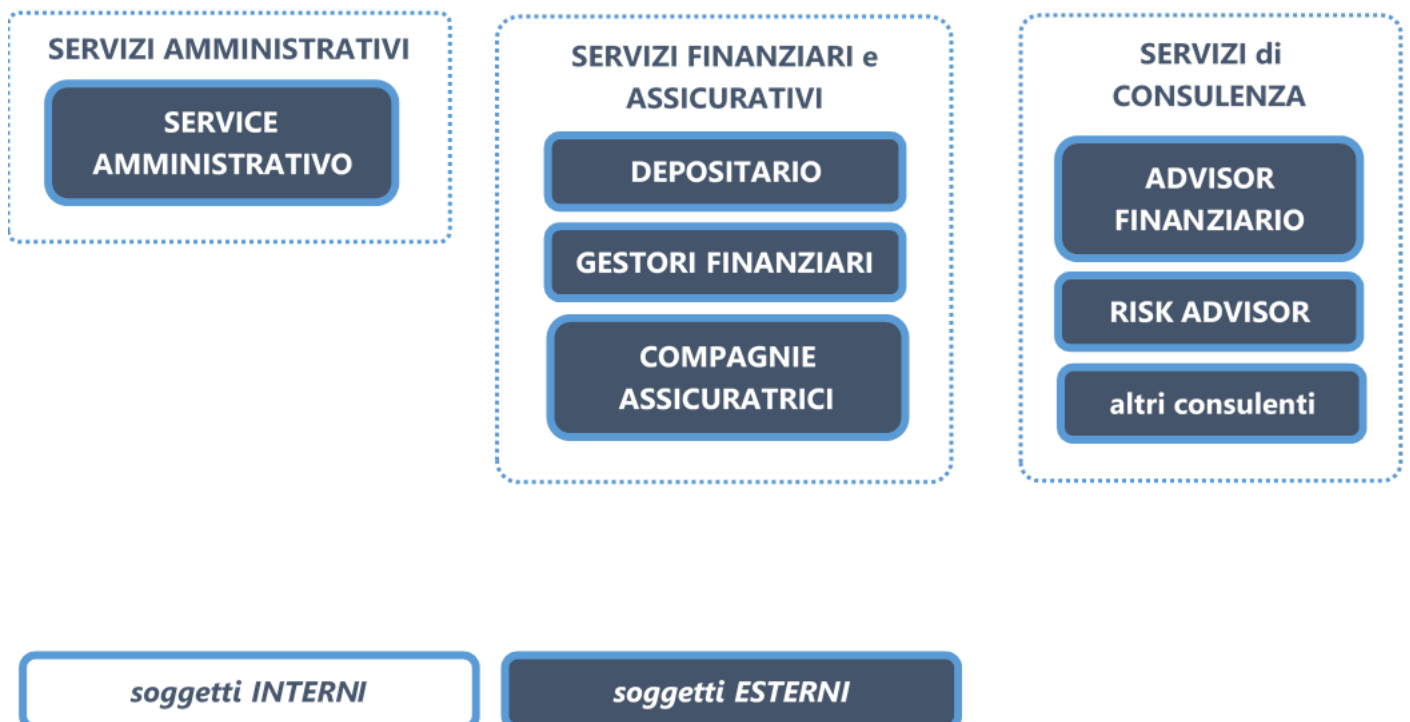 SERVIZI AMMINISTRATIVI
SERVICE
AMMINISTRATIVO
SERVIZI FINANZIARI e
ASSICURATIVI
DEPOSITARIO
GESTORI FINANZIARI
COMPAGNIE
ASSICURATRICI
SERVIZI di
CONSULENZA
ADVISOR
FINANZIARIO
RISK ADVISOR
altri consulenti
soggetti INTERNI
soggetti ESTERNI